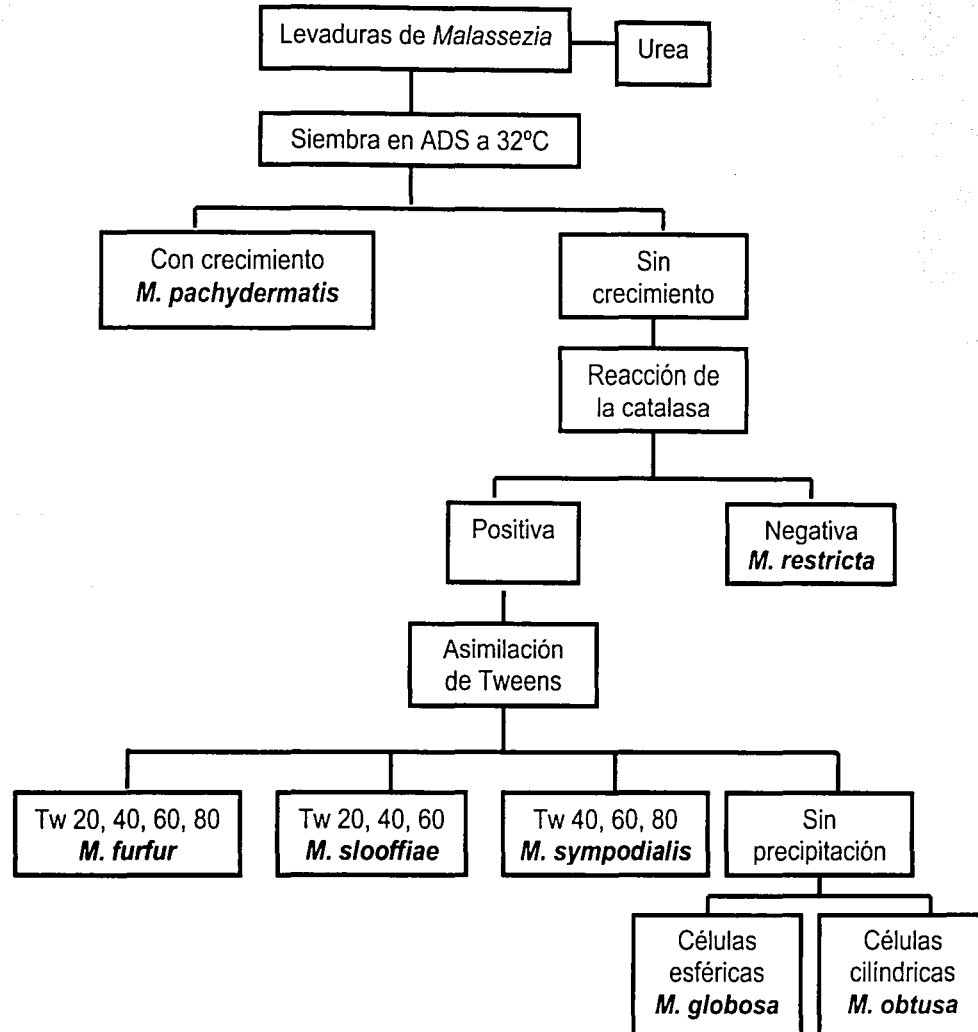 Levaduras de Malassezia
Urea
Siembra en ADS a 32ºC
Con crecimiento
M. pachydermatis
Sin
crecimiento
Reacción de
la catalasa
Positiva
Negativa
M. restricta
Asimilación
de Tweens
Tw 20, 40, 60, 80
M. furfur
Tw 20, 40, 60
M. slooffiae
Tw 40, 60, 80
M. sympodialis
Sin
precipitación
Células
esféricas
M. globosa
Células
cilíndricas
M. obtusa